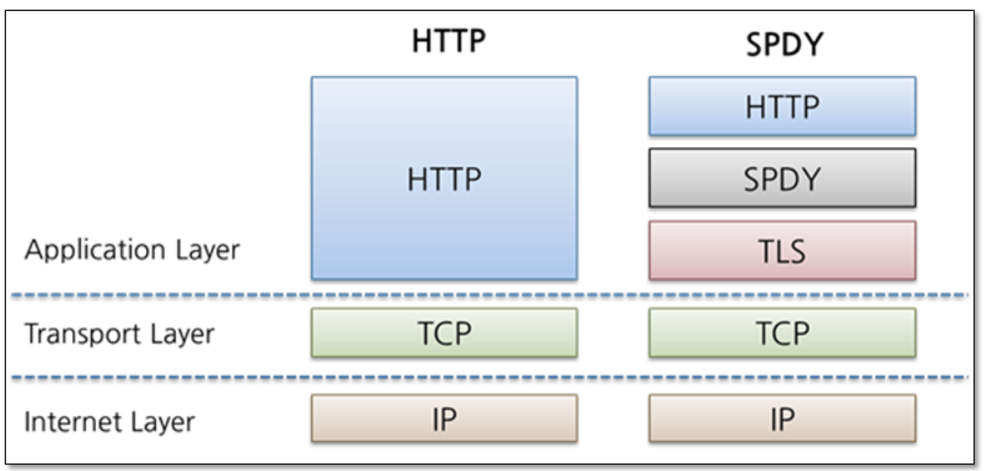 HTTP
SPDY
HTTP
HTTP
SPDY
TLS
Application Layer
Transport Layer
TCP
TCP
Internet Layer
IP
IP